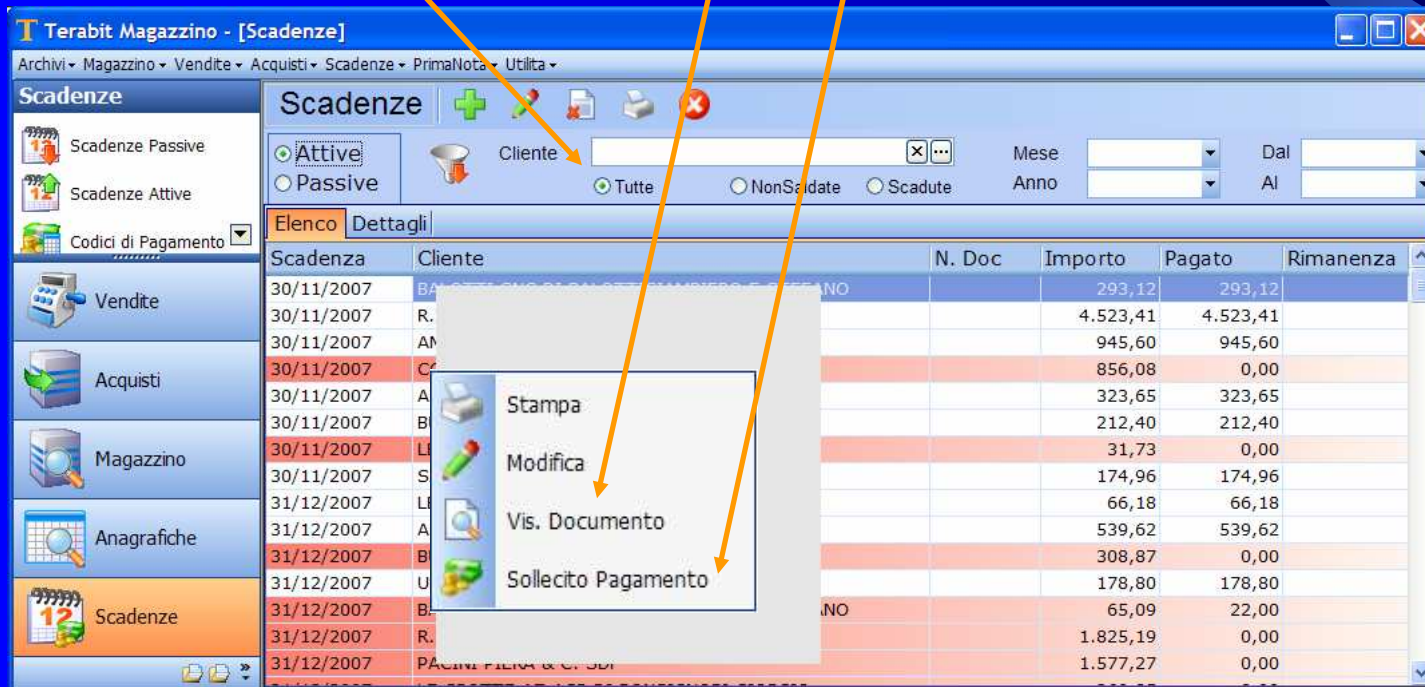 Terabit Magazzino - [Scadenze]
Archivi Magazzino Vendite Acquisti Scadenze PrimaNota Utilita
Scadenze
Scadenze Passive
Scadenze Attive
Codici di Pagamento
Vendite
Acquisti
Magazzino
Anagrafiche
Scadenze
Scadenze
Attive
Passive
Cliente
Tutte NonSaldate Scadute
Mese Dal
Anno Al
Elenco Dettagli
Scadenza Cliente N. Doc Importo Pagato Rimanenza
30/11/2007 293,12 293,12
30/11/2007 R. 4.523,41 4.523,41
30/11/2007 945,60 945,60
30/11/2007 856,08 0,00
30/11/2007 323,65 323,65
30/11/2007 212,40 212,40
30/11/2007 31,73 0,00
30/11/2007 174,96 174,96
31/12/2007 66,18 66,18
31/12/2007 539,62 539,62
31/12/2007 308,87 0,00
31/12/2007 178,80 178,80
31/12/2007 65,09 22,00
31/12/2007 R. 1.825,19 0,00
31/12/2007 PACINI PIERA & C. 1.577,27 0,00
Stampa
Modifica
Vis. Documento
Sollecito Pagamento